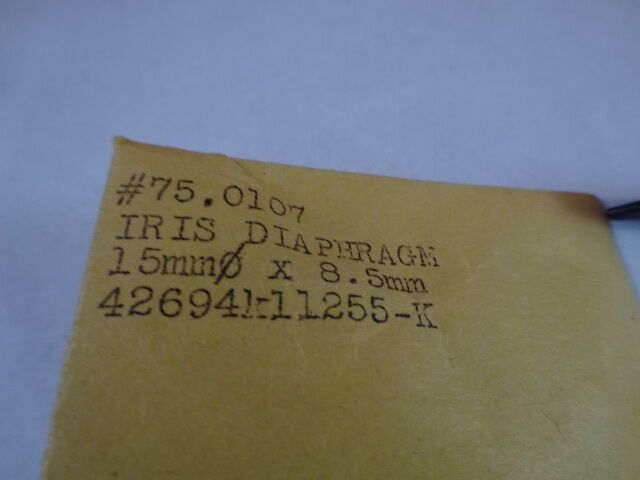 #75.0107
IRIS DIAPHRAGM
15mmØ x 8.5mm
42694k11255-K